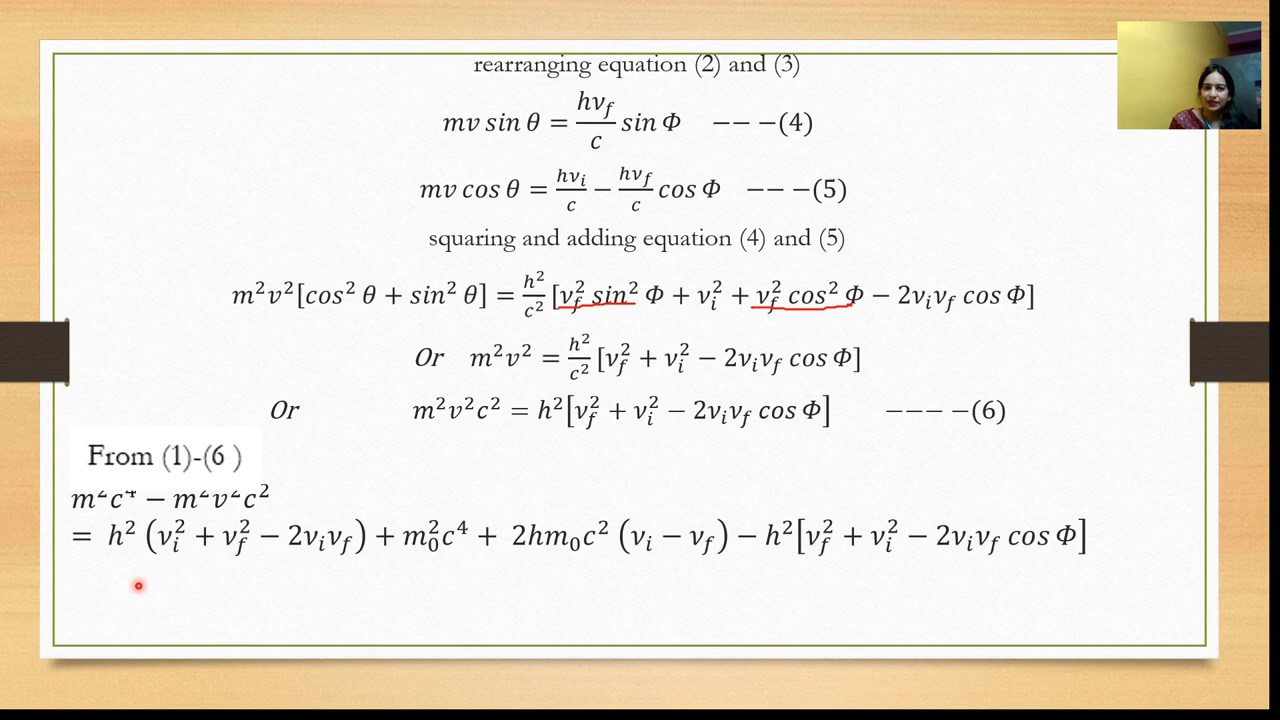 rearranging equation (2) and (3)
mv sin θ = hν_f/c sin Φ −− −(4)
mv cos θ = hν_i/c − hν_f/c cos Φ −− −(5)
squaring and adding equation (4) and (5)
m²v²[cos² θ + sin² θ] = h²/c² [ν_f² sin² Φ + ν_i² + ν_f² cos² Φ − 2ν_iν_f cos Φ]
Or m²v² = h²/c² [ν_f² + ν_i² − 2ν_iν_f cos Φ]
Or m²v²c² = h²[ν_f² + ν_i² − 2ν_iν_f cos Φ] −−− −(6)
From (1)-(6 )
m²c⁴ − m²v²c²
= h² (ν_i² + ν_f² − 2ν_iν_f) + m₀²c⁴ + 2hm₀c² (ν_i − ν_f) − h²[ν_f² + ν_i² − 2ν_iν_f cos Φ]